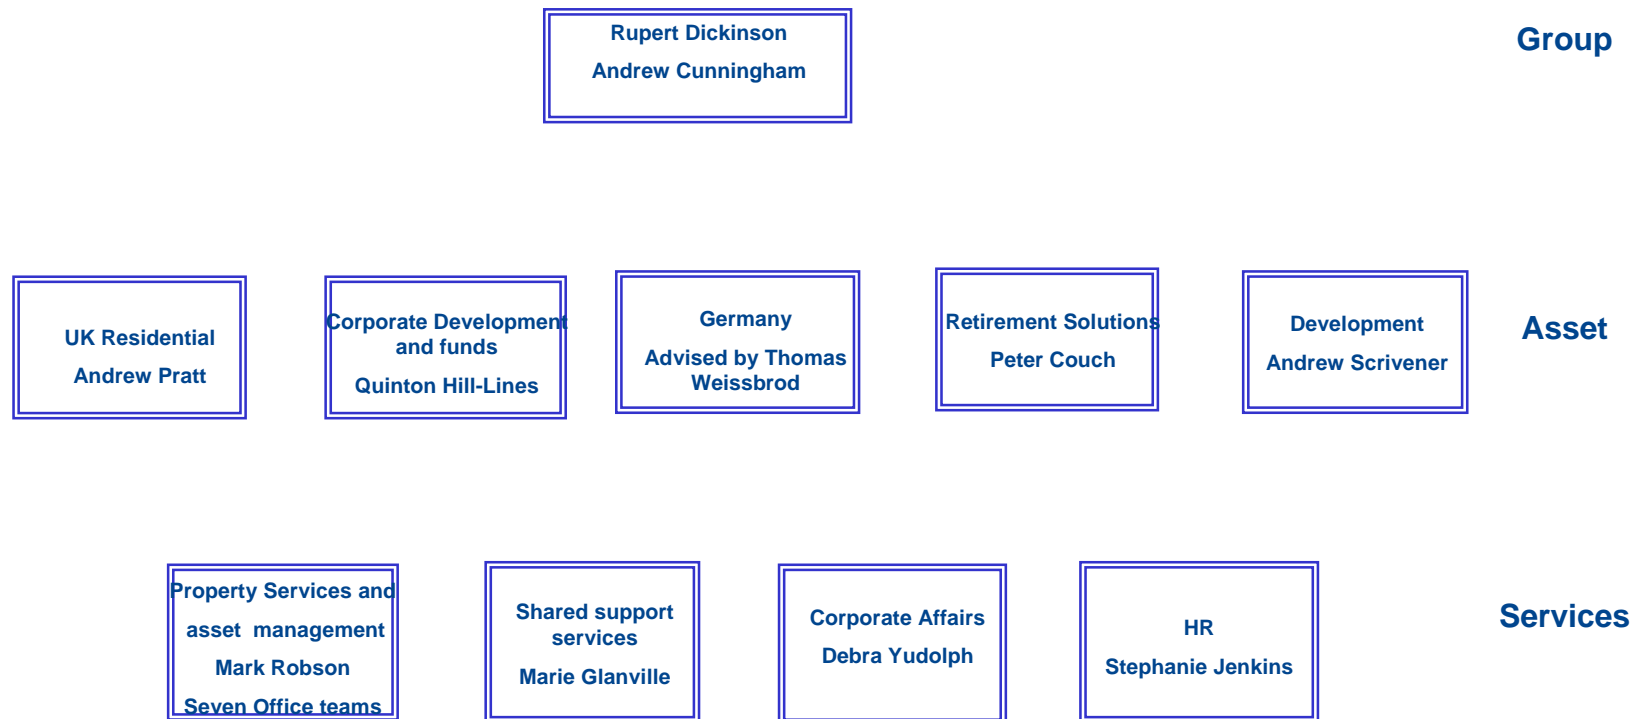 Rupert Dickinson
Andrew Cunningham
Group
UK Residential
Andrew Pratt
Corporate Development
and funds
Quinton Hill-Lines
Germany
Advised by Thomas
Weissbrod
Retirement Solutions
Peter Couch
Development
Andrew Scrivener
Asset
Property Services and
asset management
Mark Robson
Seven Office teams
Shared support
services
Marie Glanville
Corporate Affairs
Debra Yudolph
HR
Stephanie Jenkins
Services